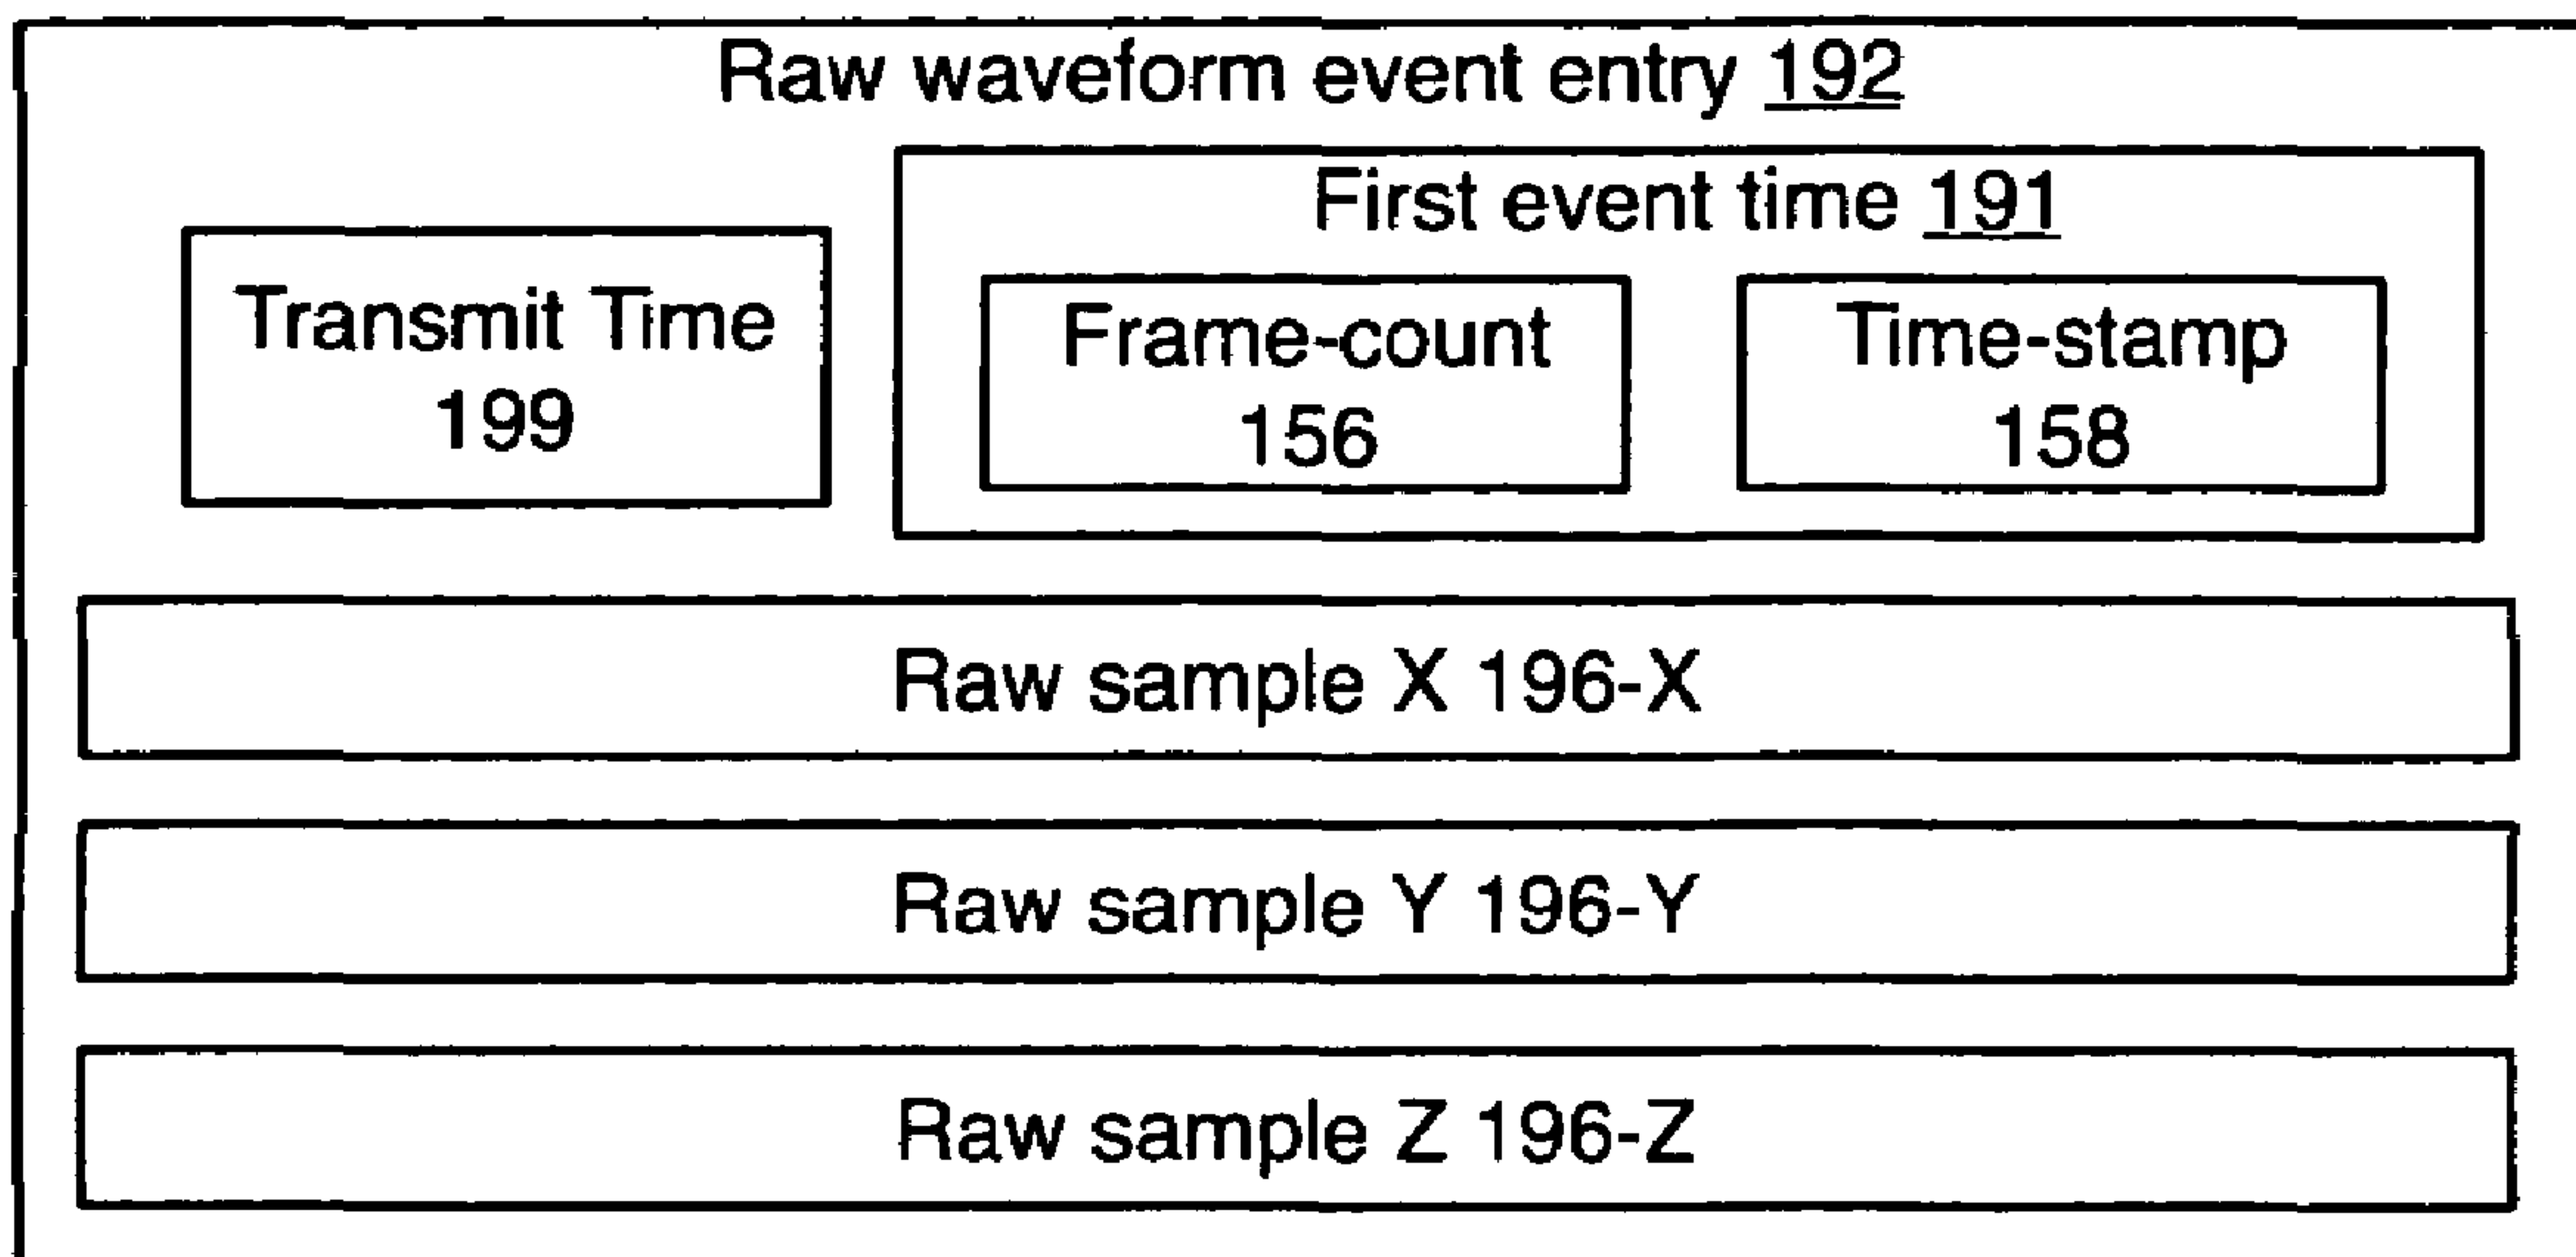 Raw waveform event entry 192
First event time 191
Transmit Time
199
Frame-count
156
Time-stamp
158
Raw sample X 196-X
Raw sample Y 196-Y
Raw sample Z 196-Z